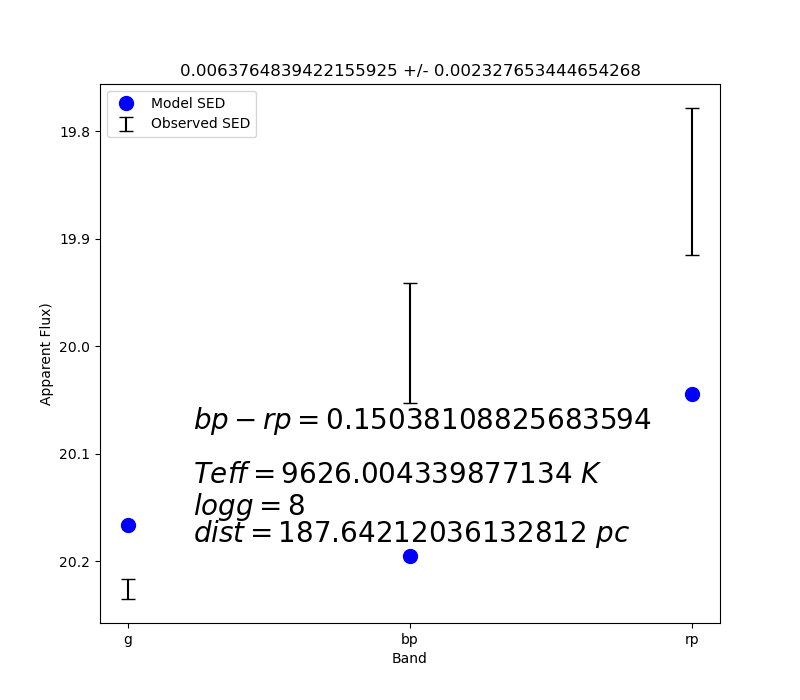 0.0063764839422155925 +/- 0.002327653444654268
Model SED
Observed SED
19.8
19.9
20.0
20.1
20.2
Apparent Flux)
bp − rp = 0.15038108825683594
Teff = 9626.004339877134 K
logg = 8
dist = 187.64212036132812 pc
g
bp
rp
Band